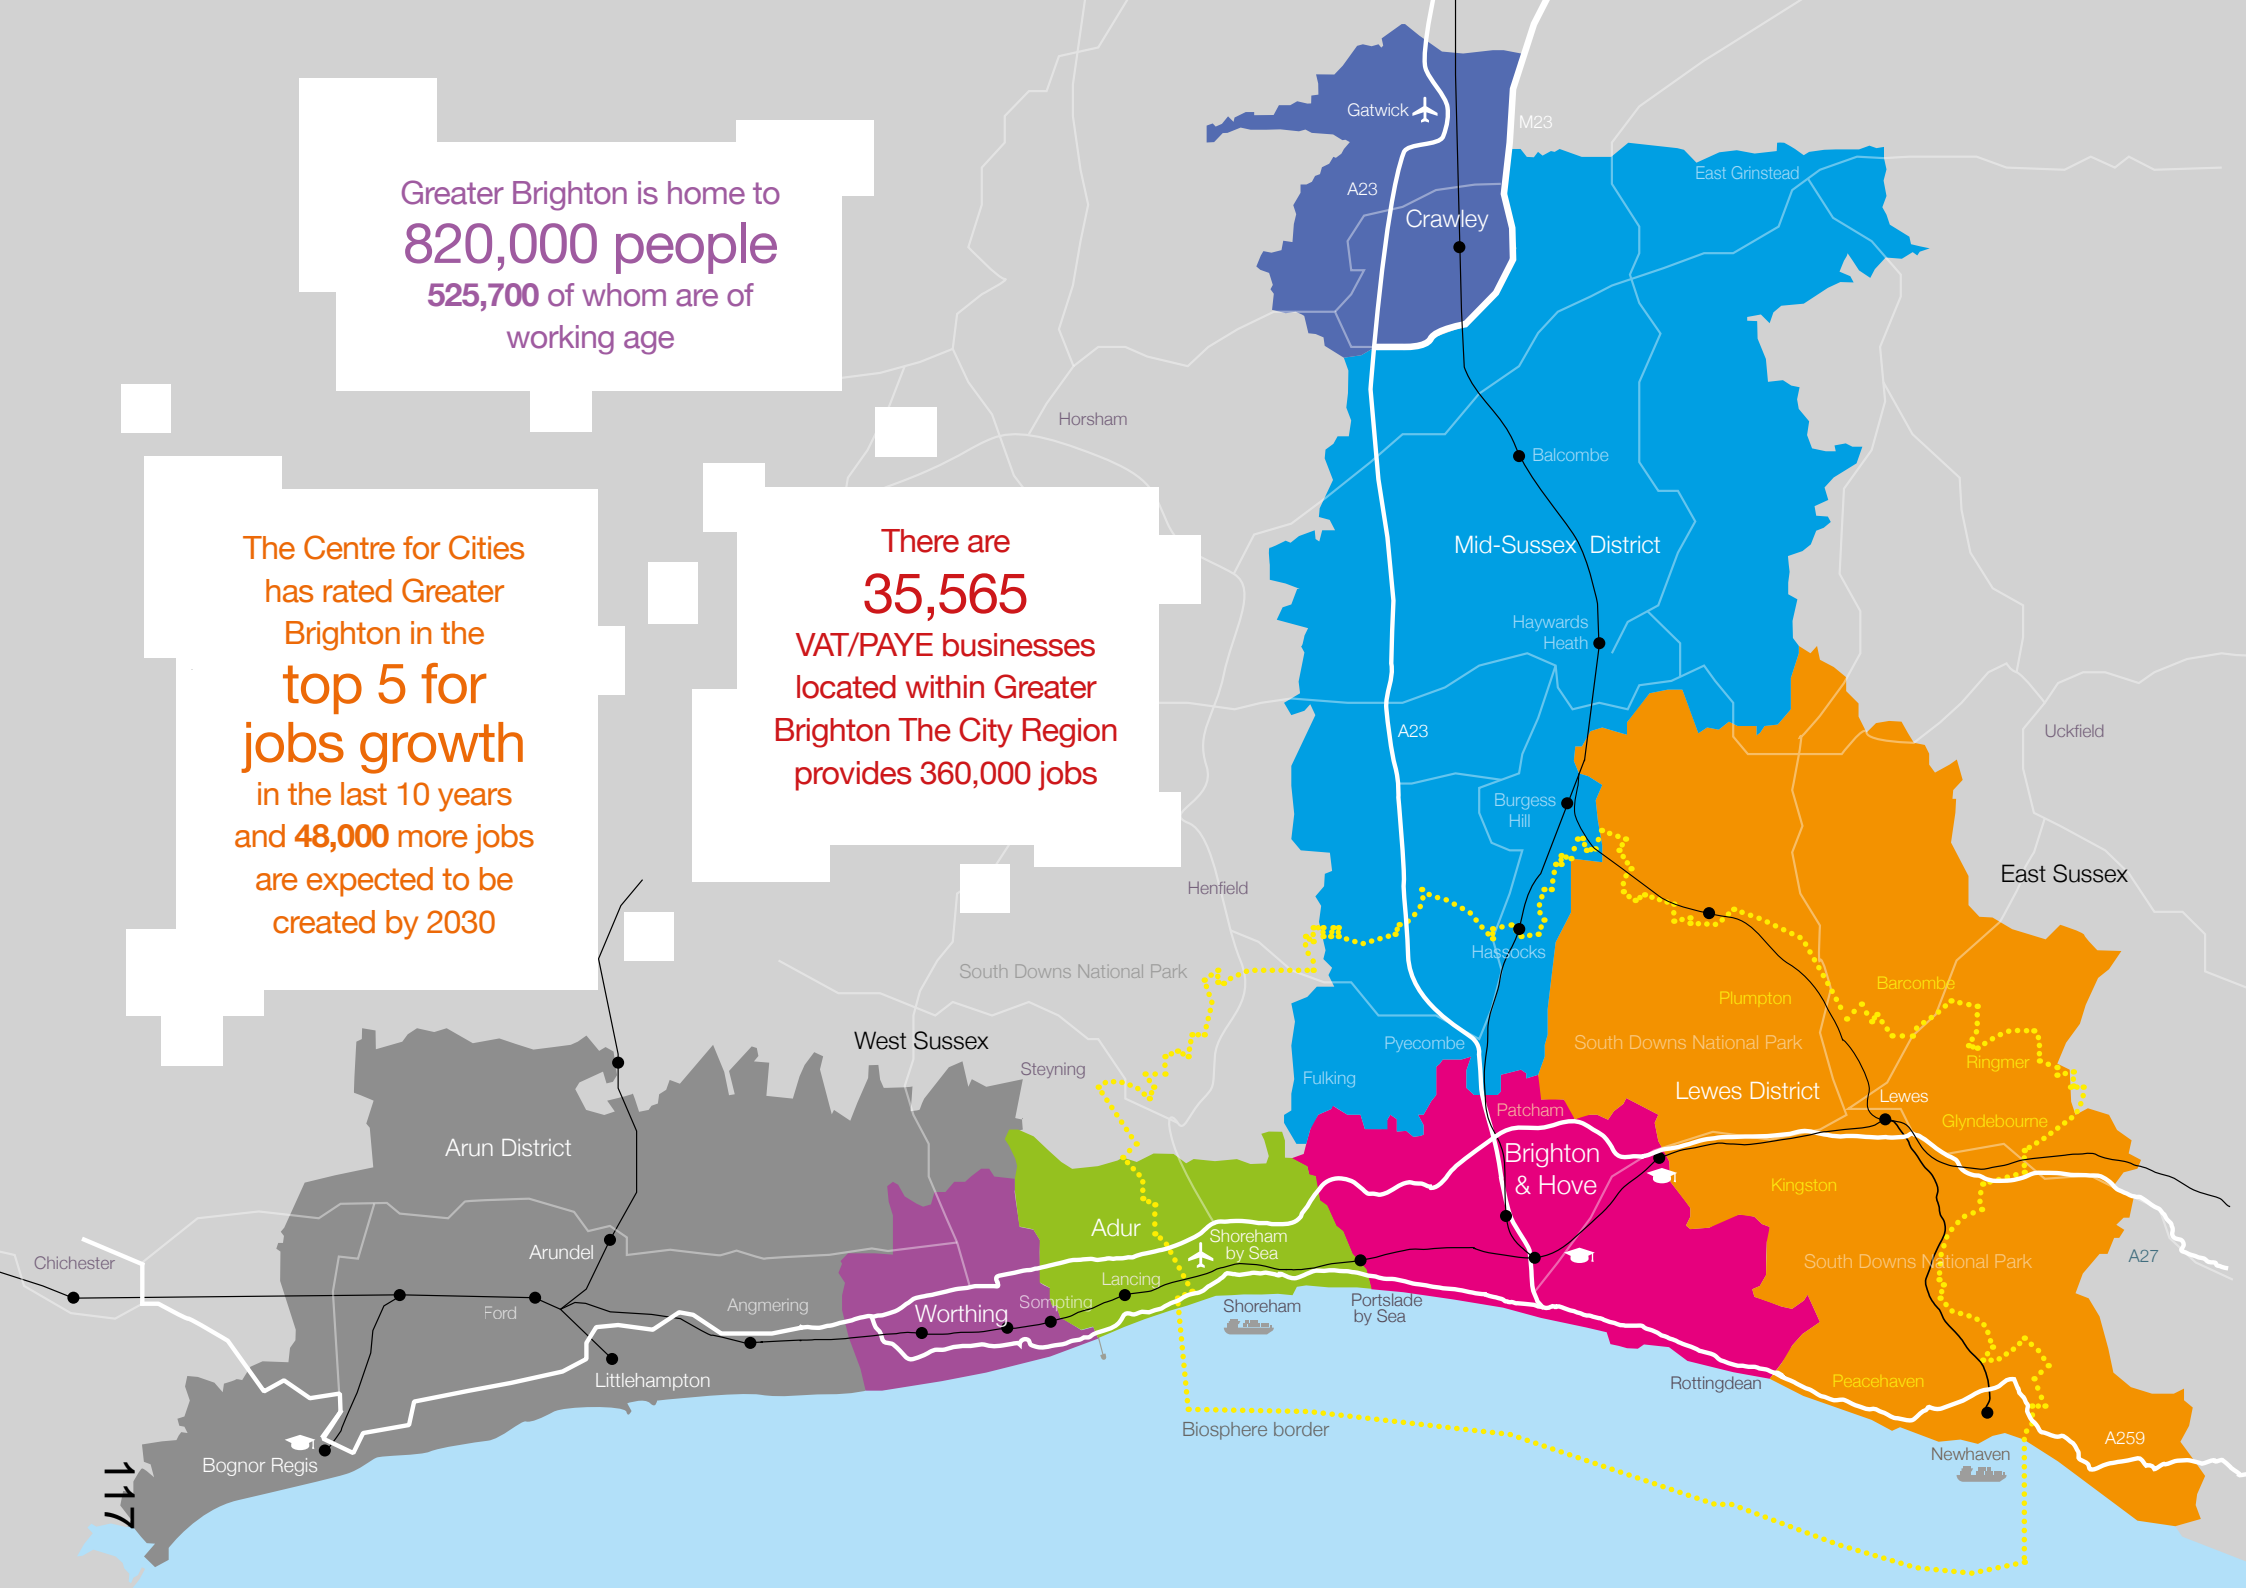 Greater Brighton is home to
820,000 people
525,700 of whom are of
working age
The Centre for Cities
has rated Greater
Brighton in the
top 5 for
jobs growth
in the last 10 years
and 48,000 more jobs
are expected to be
created by 2030
There are
35,565
VAT/PAYE businesses
located within Greater
Brighton The City Region
provides 360,000 jobs
Gatwick
M23
A23
Crawley
East Grinstead
Horsham
Balcombe
Mid-Sussex District
Haywards
Heath
A23
Uckfield
Burgess
Hill
East Sussex
Henfield
Hassocks
South Downs National Park
Barcombe
Plumpton
West Sussex
Pyecombe
South Downs National Park
Steyning
Ringmer
Fulking
Lewes District
Lewes
Patcham
Glyndebourne
Arun District
Brighton
& Hove
Kingston
Adur
Shoreham
by Sea
Arundel
A27
Chichester
South Downs National Park
Lancing
Angmering
Ford
Worthing
Sompting
Shoreham
Portslade
by Sea
Littlehampton
Rottingdean
Peacehaven
Biosphere border
A259
Newhaven
Bognor Regis
117